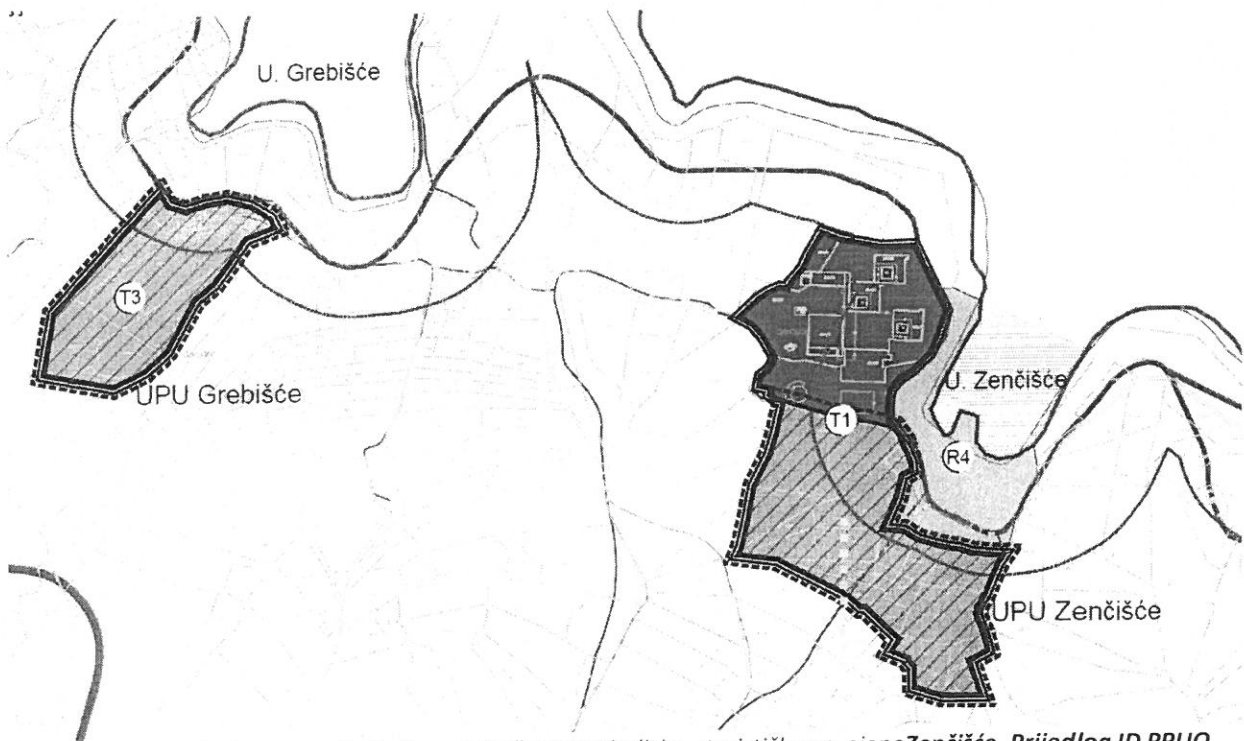 U. Grebišće
T3
UPU Grebišće
U. Zenčišće
T1
R4
UPU Zenčišće
Zenčišće, Prijedlog ID PPUO